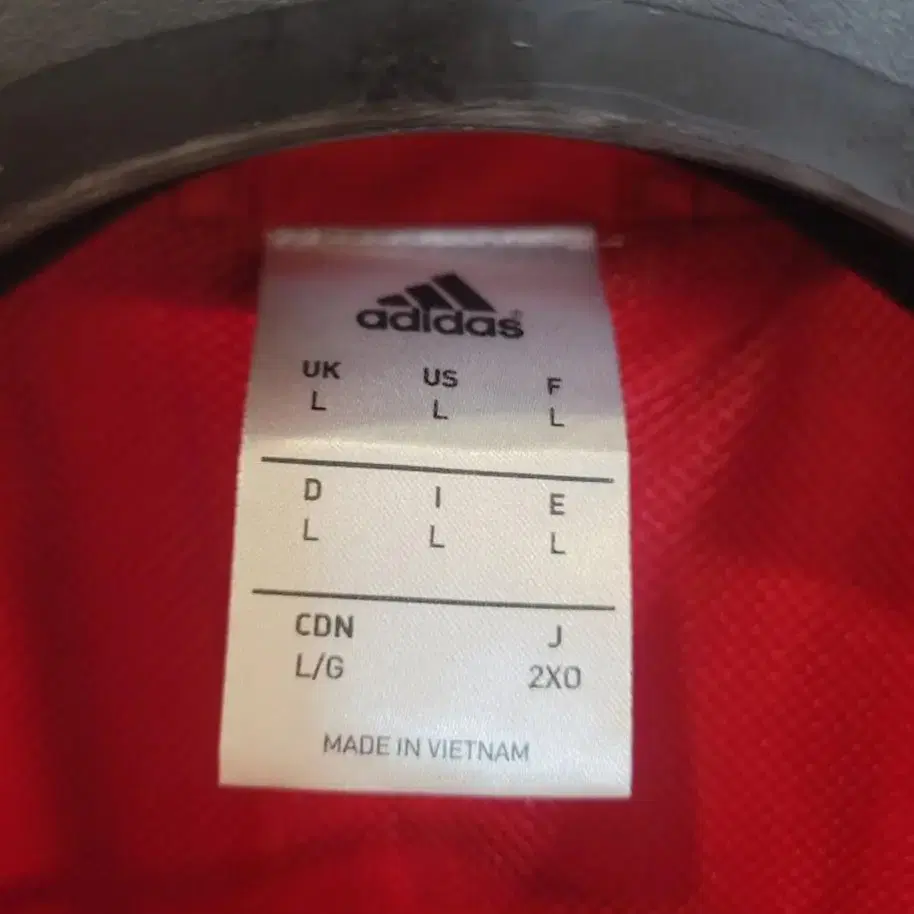 adidas
UK US F
L L L
D I E
L L L
CDN J
L/G 2XO
MADE IN VIETNAM